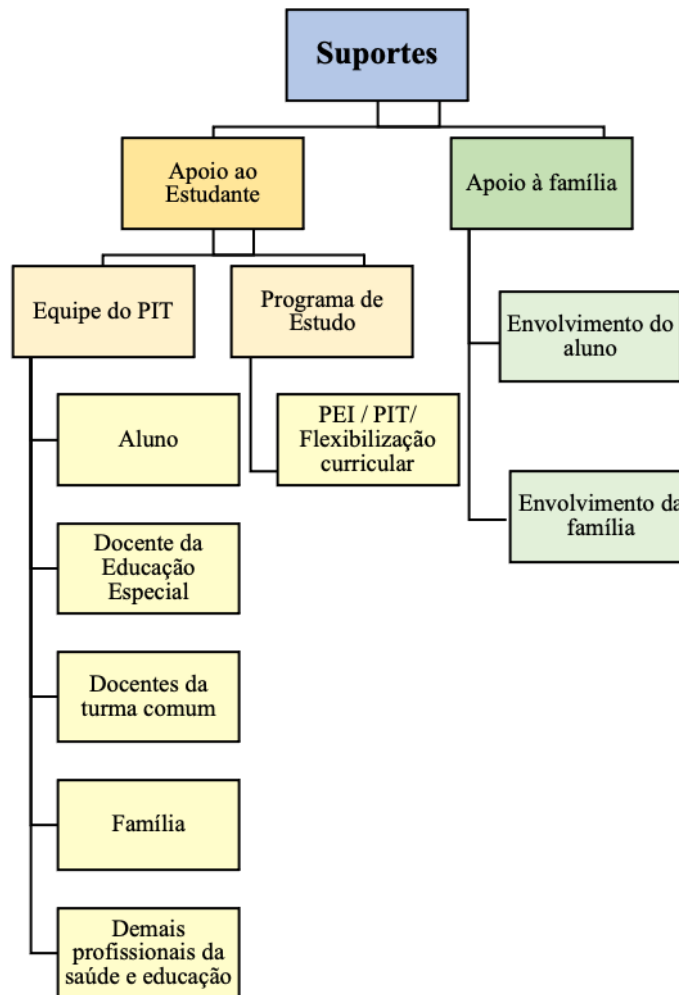 Suportes
Apoio ao
Estudante
Apoio à família
Equipe do PIT
Programa de
Estudo
Envolvimento do
aluno
Aluno
PEI / PIT/
Flexibilização
curricular
Envolvimento da
família
Docente da
Educação
Especial
Docentes da
turma comum
Família
Demais
profissionais da
saúde e educação